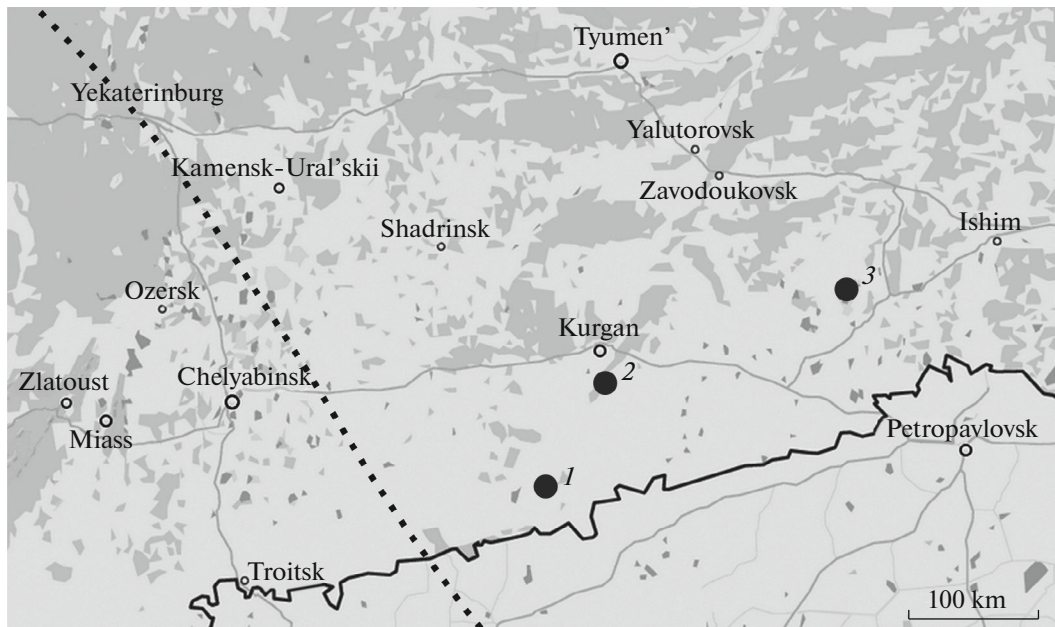 Tyumen’
Yekaterinburg
Yalutorovsk
Kamensk-Ural’skii
Zavodoukovsk
Shadrinsk
Ishim
3
Ozersk
Kurgan
2
Zlatoust
Chelyabinsk
Miass
Petropavlovsk
1
Troitsk
100 km